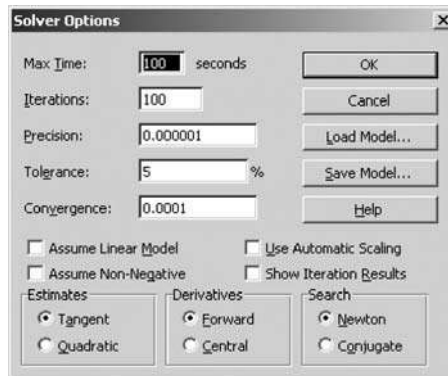 Solver Options
Max Time: 100 seconds OK
Iterations: 100 Cancel
Precision: 0.000001 Load Model...
Tolerance: 5 % Save Model...
Convergence: 0.0001 Help
Assume Linear Model Use Automatic Scaling
Assume Non-Negative Show Iteration Results
Estimates Derivatives Search
Tangent Forward Newton
Quadratic Central Conjugate